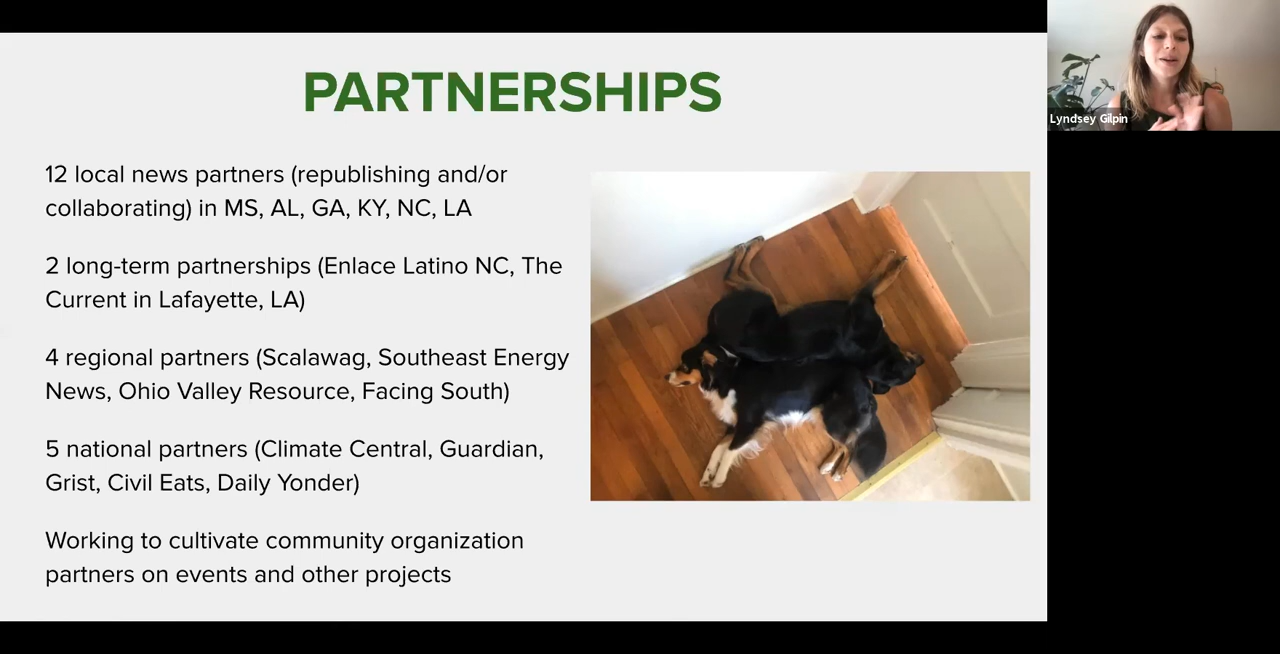 PARTNERSHIPS
12 local news partners (republishing and/or
collaborating) in MS, AL, GA, KY, NC, LA
2 long-term partnerships (Enlace Latino NC, The
Current in Lafayette, LA)
4 regional partners (Scalawag, Southeast Energy
News, Ohio Valley Resource, Facing South)
5 national partners (Climate Central, Guardian,
Grist, Civil Eats, Daily Yonder)
Working to cultivate community organization
partners on events and other projects
Lyndsey Gilpin